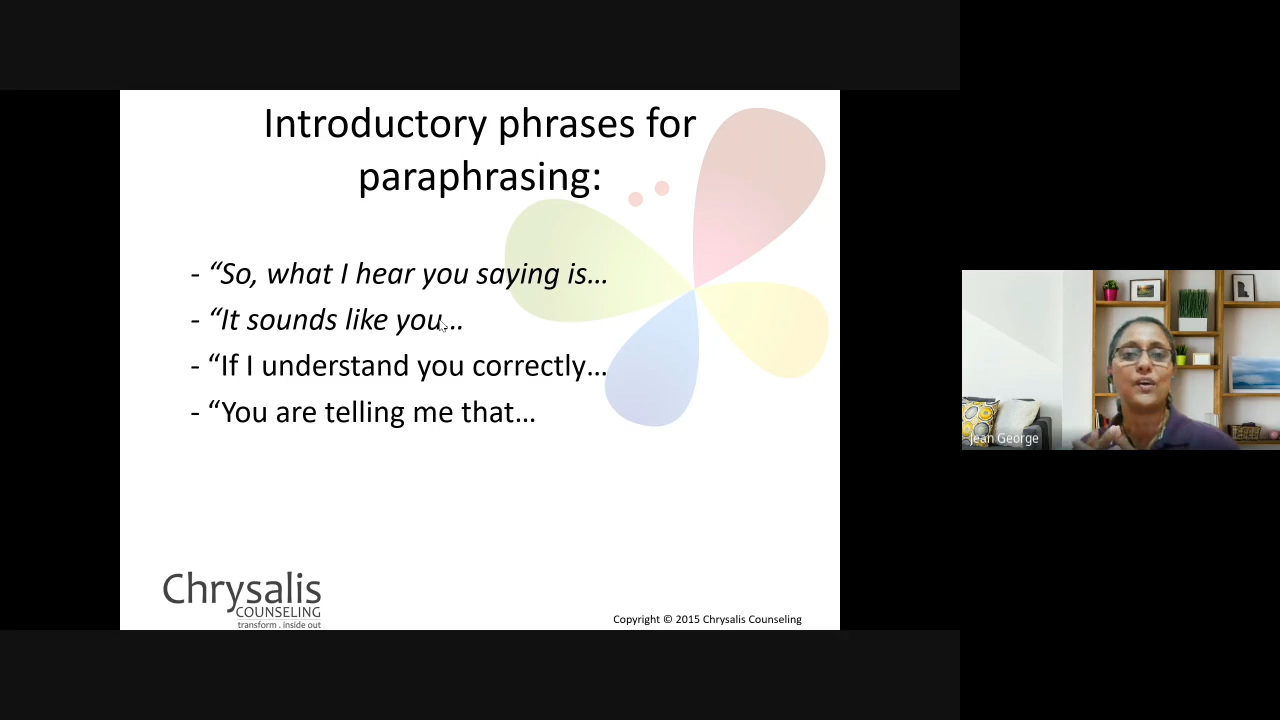 Introductory phrases for
paraphrasing:
- “So, what I hear you saying is...
- “It sounds like you...
- “If I understand you correctly...
- “You are telling me that...
Chrysalis
COUNSELING
transform . inside out
Copyright © 2015 Chrysalis Counseling
Jean George